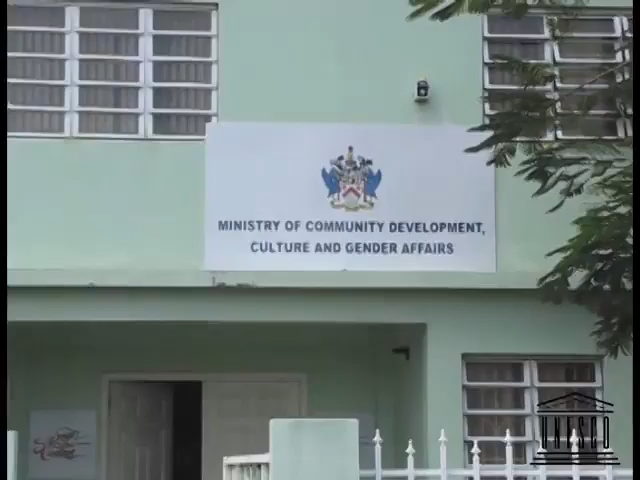 MINISTRY OF COMMUNITY DEVELOPMENT,
CULTURE AND GENDER AFFAIRS
UNESCO